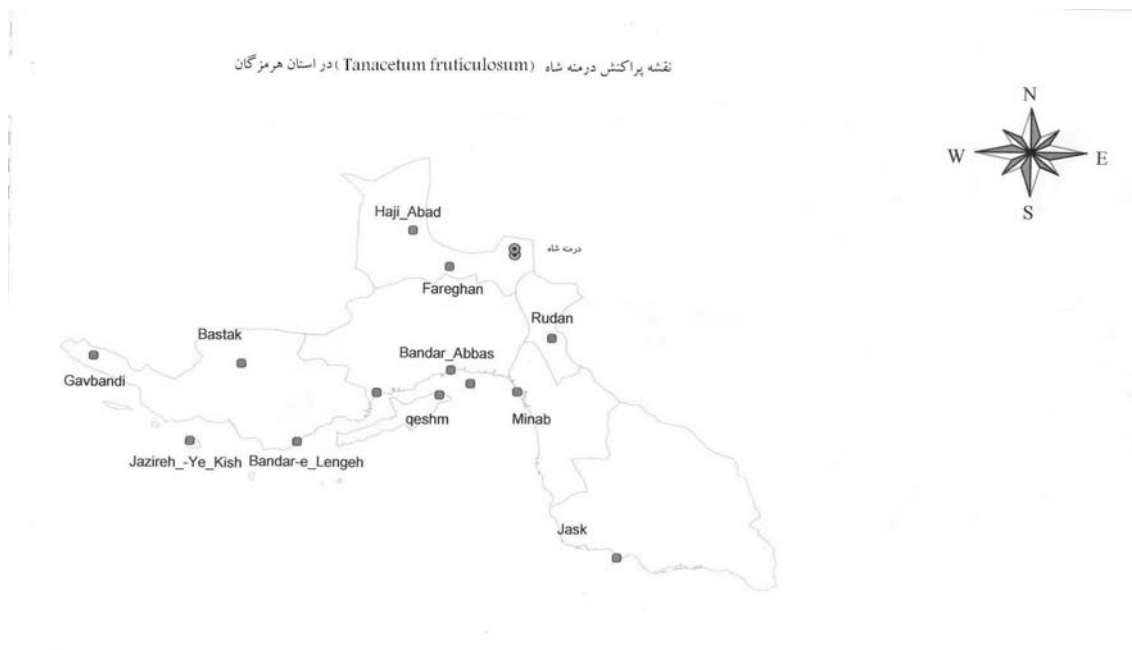 نقشه پراکنش درمنه شاه (Tanacetum fruticulosum) در استان هرمزگان
N
W
E
S
Haji_Abad
درمنه شاه
Fareghan
Rudan
Bastak
Bandar_Abbas
Gavbandi
qeshm
Minab
Jazireh_-Ye_Kish
Bandar-e_Lengeh
Jask